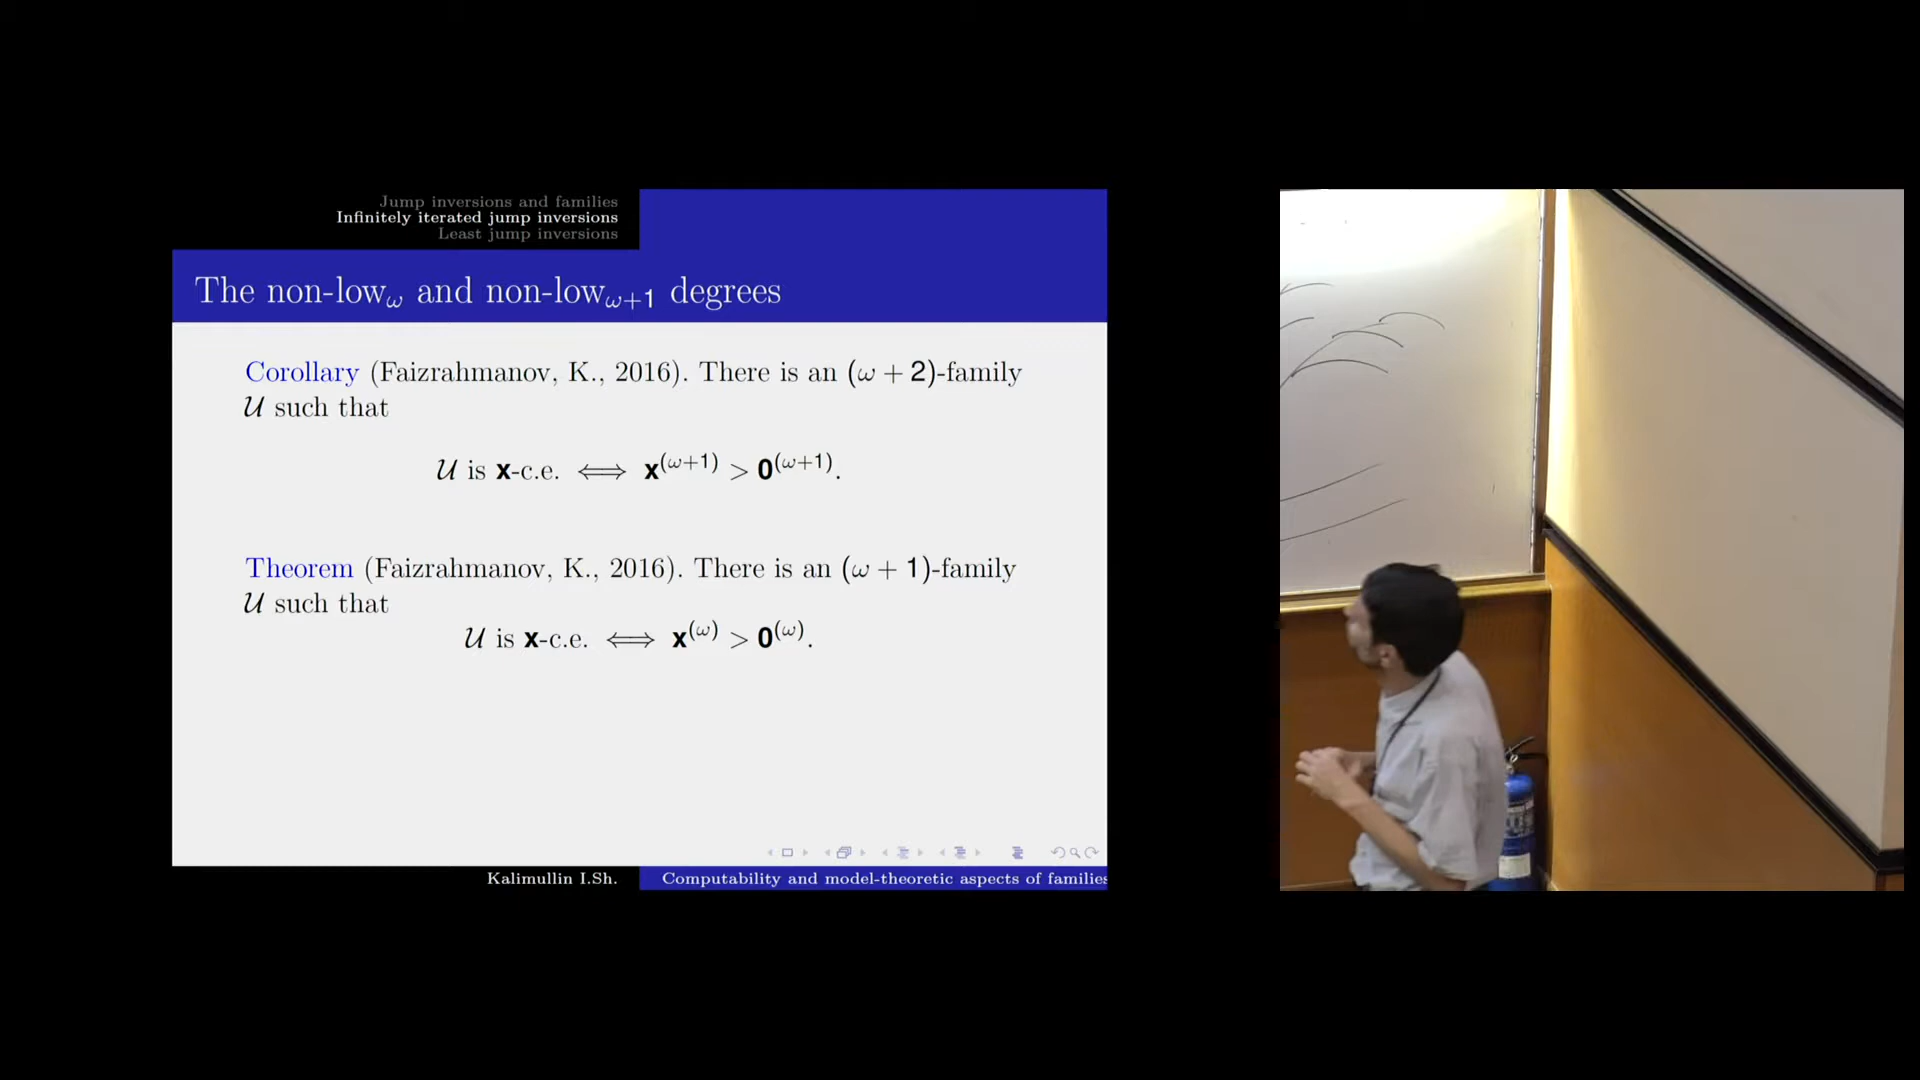 Jump inversions and families
Infinitely iterated jump inversions
Least jump inversions
The non-low_ω and non-low_{ω+1} degrees
Corollary (Faizrahmanov, K., 2016). There is an (ω + 2)-family
𝒰 such that
𝒰 is x-c.e. ⟺ x^{(ω+1)} > 0^{(ω+1)}.
Theorem (Faizrahmanov, K., 2016). There is an (ω + 1)-family
𝒰 such that
𝒰 is x-c.e. ⟺ x^{(ω)} > 0^{(ω)}.
Kalimullin I.Sh.
Computability and model-theoretic aspects of families